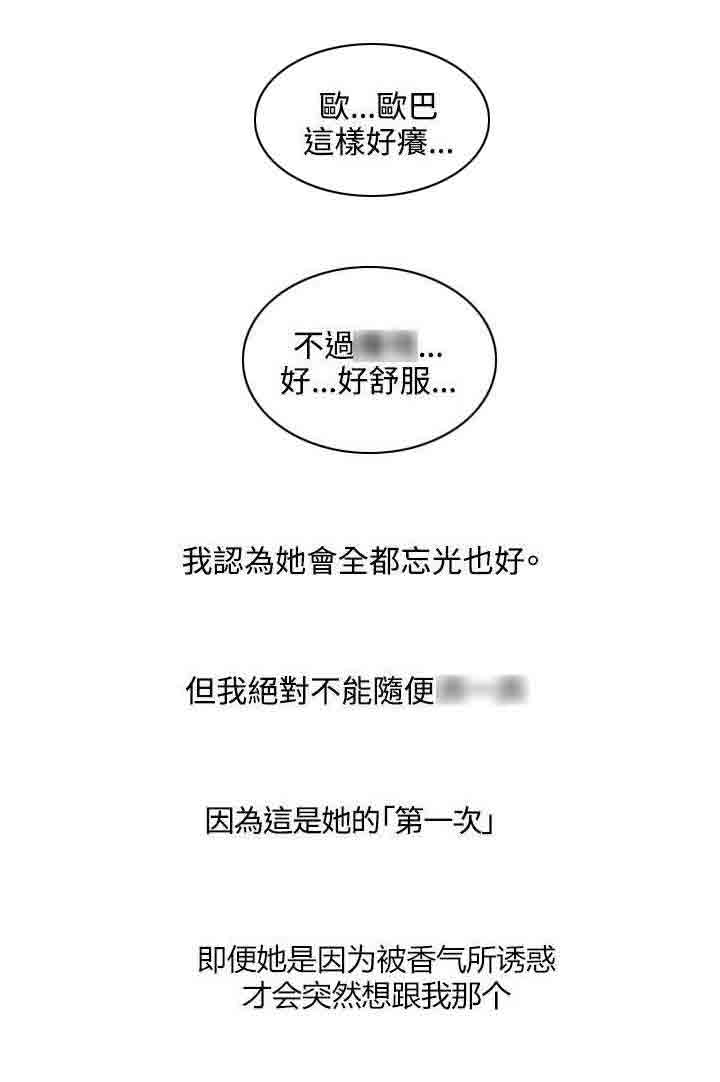 歐...歐巴
這樣好癢...
不過...
好...好舒服...
我認為她會全都忘光也好。
但我絕對不能隨便
因為這是她的「第一次」
即便她是因为被香气所诱惑
才会突然想跟我那个